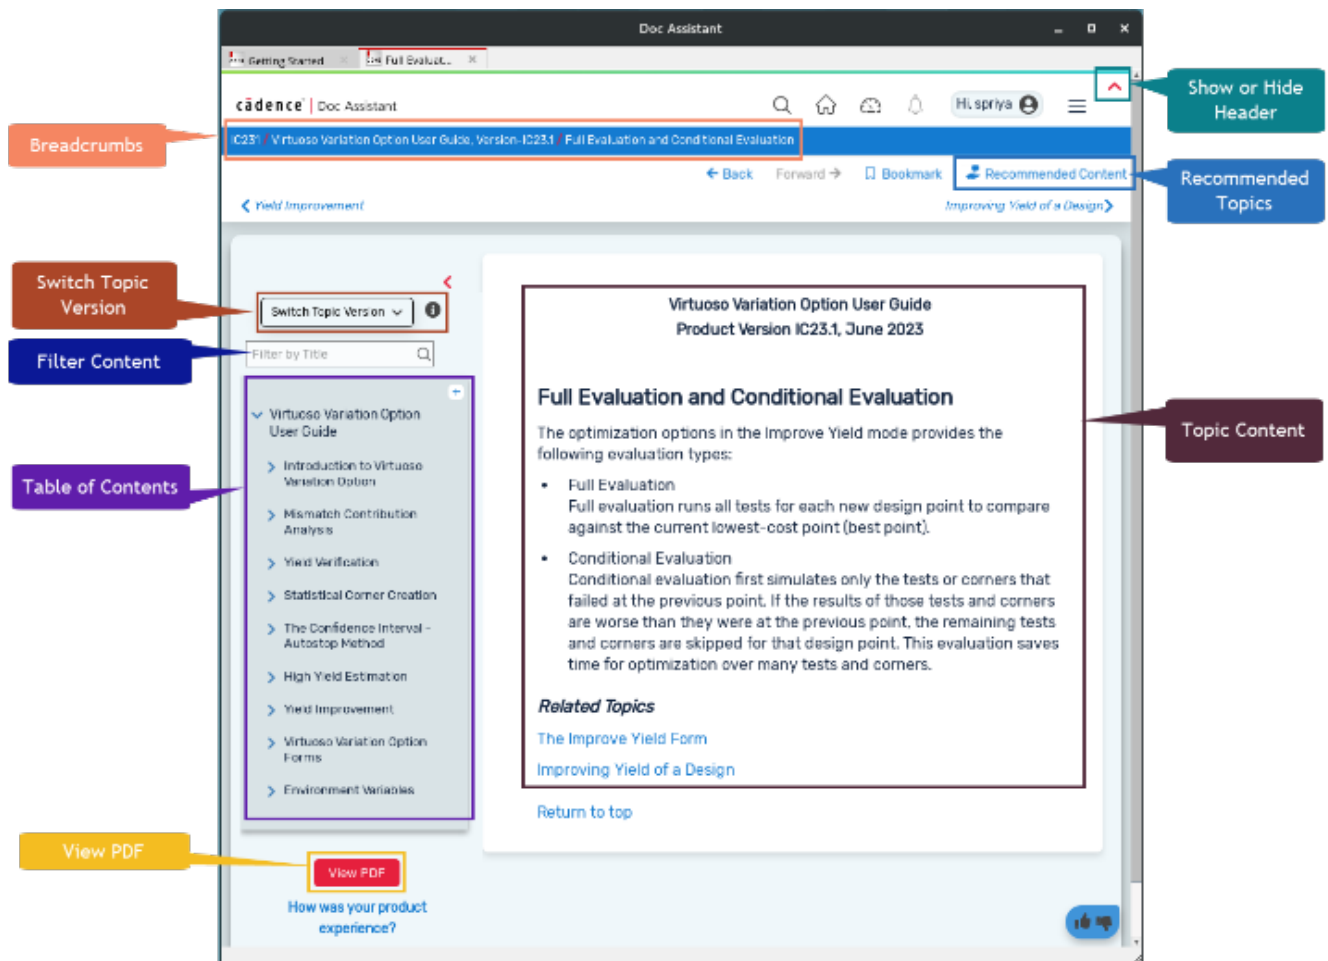 Doc Assistant
Getting Started
Full Evaluat...
cādence | Doc Assistant
Hi, spriya
Show or Hide
Header
Breadcrumbs
IC231 / Virtuoso Variation Option User Guide, Version-IC23.1 / Full Evaluation and Conditional Evaluation
Back
Forward
Bookmark
Recommended Content
Recommended
Topics
Yield Improvement
Improving Yield of a Design
Switch Topic
Version
Switch Topic Version
Filter Content
Filter by Title
Table of Contents
Virtuoso Variation Option
User Guide
Introduction to Virtuoso
Variation Option
Mismatch Contribution
Analysis
Yield Verification
Statistical Corner Creation
The Confidence Interval -
Autostop Method
High Yield Estimation
Yield Improvement
Virtuoso Variation Option
Forms
Environment Variables
View PDF
View PDF
How was your product
experience?
Virtuoso Variation Option User Guide
Product Version IC23.1, June 2023
Full Evaluation and Conditional Evaluation
The optimization options in the Improve Yield mode provides the
following evaluation types:
• Full Evaluation
Full evaluation runs all tests for each new design point to compare
against the current lowest-cost point (best point).
• Conditional Evaluation
Conditional evaluation first simulates only the tests or corners that
failed at the previous point. If the results of those tests and corners
are worse than they were at the previous point, the remaining tests
and corners are skipped for that design point. This evaluation saves
time for optimization over many tests and corners.
Related Topics
The Improve Yield Form
Improving Yield of a Design
Return to top
Topic Content